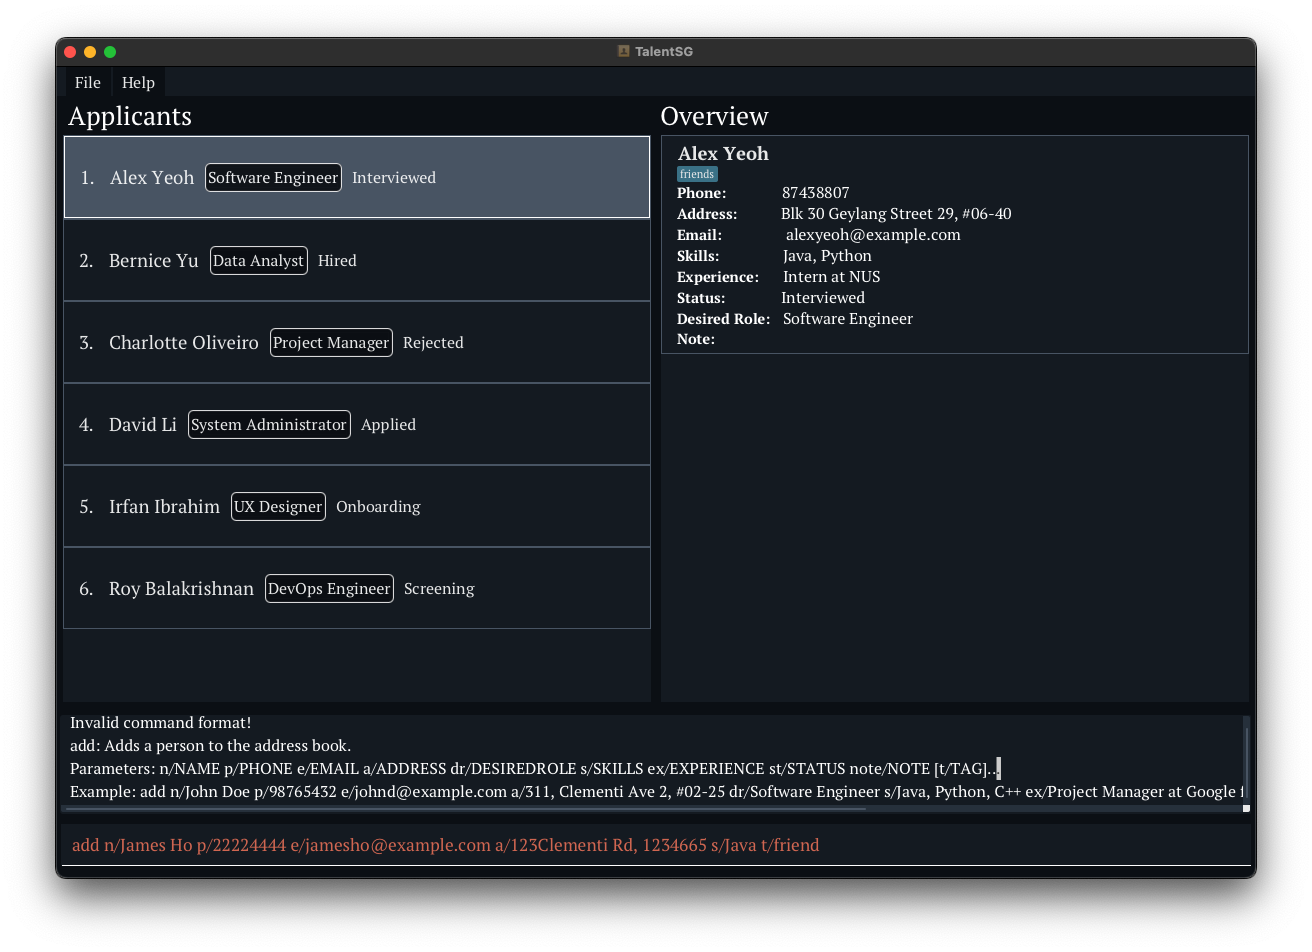 TalentSG
File Help
Applicants
1. Alex Yeoh Software Engineer Interviewed
2. Bernice Yu Data Analyst Hired
3. Charlotte Oliveiro Project Manager Rejected
4. David Li System Administrator Applied
5. Irfan Ibrahim UX Designer Onboarding
6. Roy Balakrishnan DevOps Engineer Screening
Overview
Alex Yeoh
friends
Phone: 87438807
Address: Blk 30 Geylang Street 29, #06-40
Email: alexyeoh@example.com
Skills: Java, Python
Experience: Intern at NUS
Status: Interviewed
Desired Role: Software Engineer
Note:
Invalid command format!
add: Adds a person to the address book.
Parameters: n/NAME p/PHONE e/EMAIL a/ADDRESS dr/DESIREDROLE s/SKILLS ex/EXPERIENCE st/STATUS note/NOTE [t/TAG]...
Example: add n/John Doe p/98765432 e/johnd@example.com a/311, Clementi Ave 2, #02-25 dr/Software Engineer s/Java, Python, C++ ex/Project Manager at Google
add n/James Ho p/22224444 e/jamesho@example.com a/123Clementi Rd, 1234665 s/Java t/friend